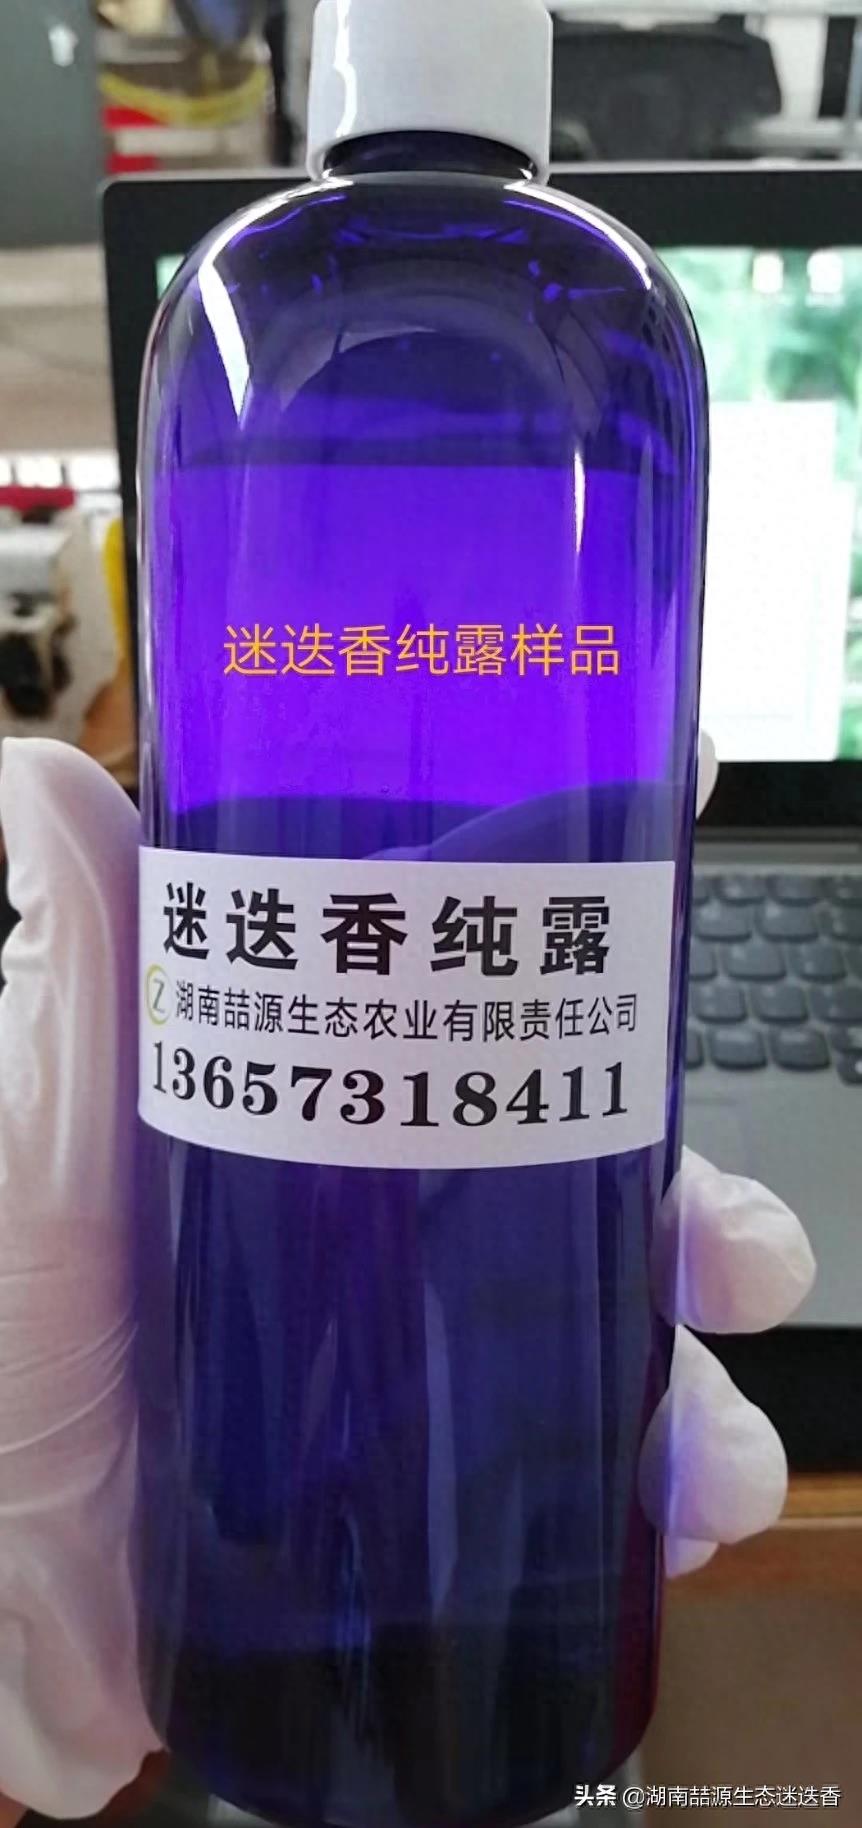 迷迭香纯露样品
迷迭香纯露
Z 湖南喆源生态农业有限责任公司
13657318411
头条 @湖南喆源生态迷迭香